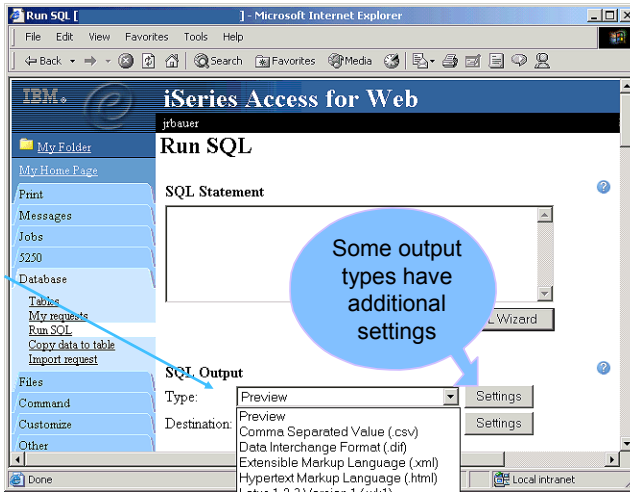 Run SQL [ ] - Microsoft Internet Explorer
File Edit View Favorites Tools Help
Back Search Favorites Media
IBM.
iSeries Access for Web
jrbauer
My Folder
My Home Page
Print
Messages
Jobs
5250
Database
Tables
My requests
Run SQL
Copy data to table
Import request
Files
Command
Customize
Other
Run SQL
SQL Statement
Some output
types have
additional
settings
Wizard
SQL Output
Type: Preview Settings
Destination: Settings
Preview
Comma Separated Value (.csv)
Data Interchange Format (.dif)
Extensible Markup Language (.xml)
Hypertext Markup Language (.html)
Done Local intranet